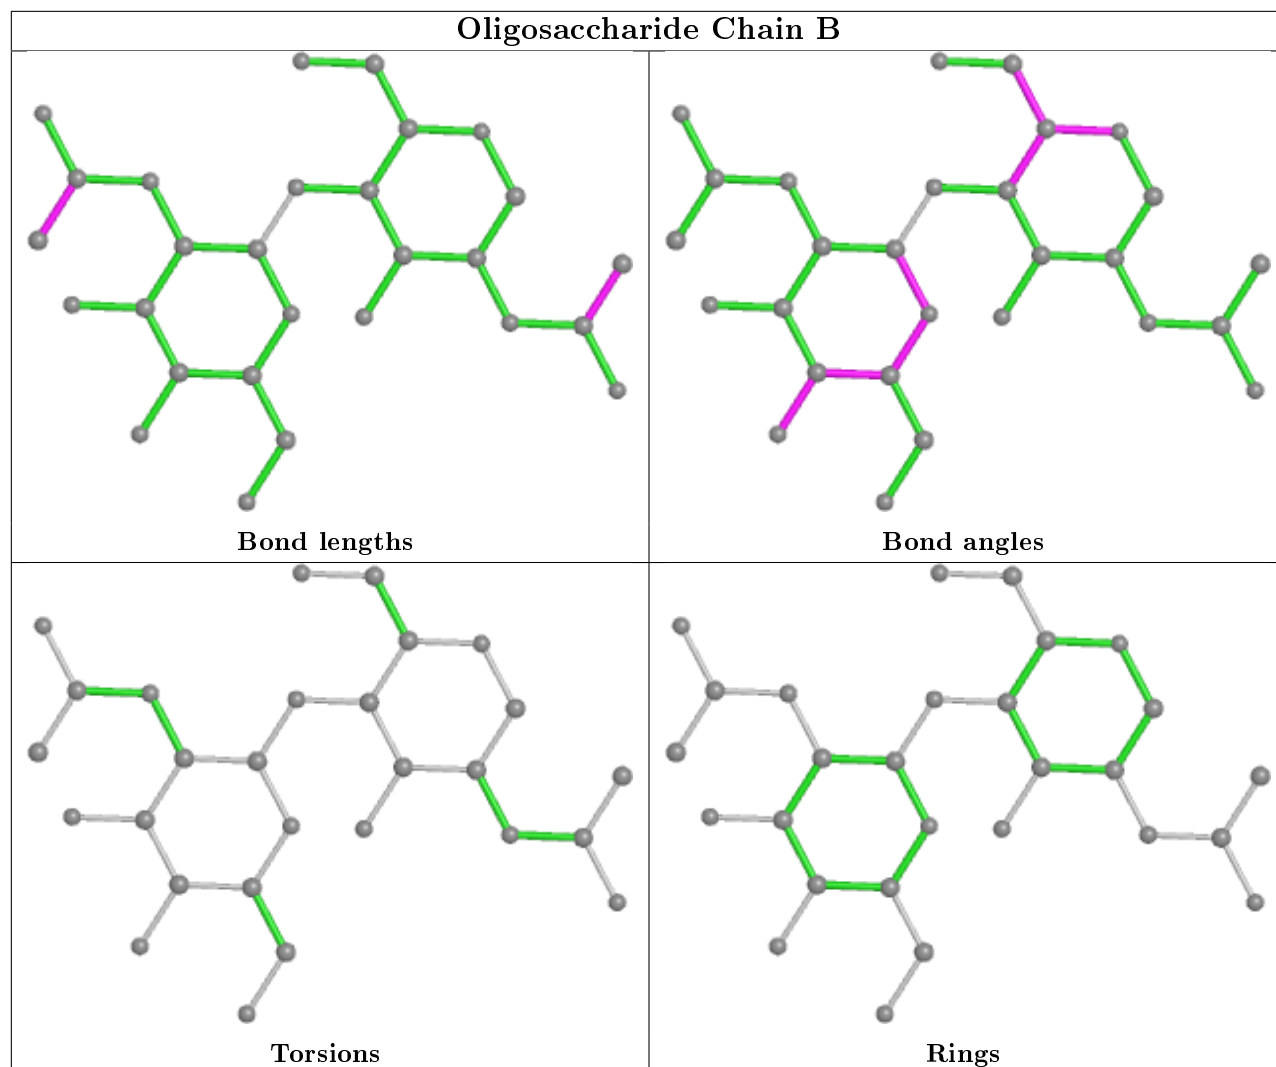 Oligosaccharide Chain B
Bond lengths
Bond angles
Torsions
Rings